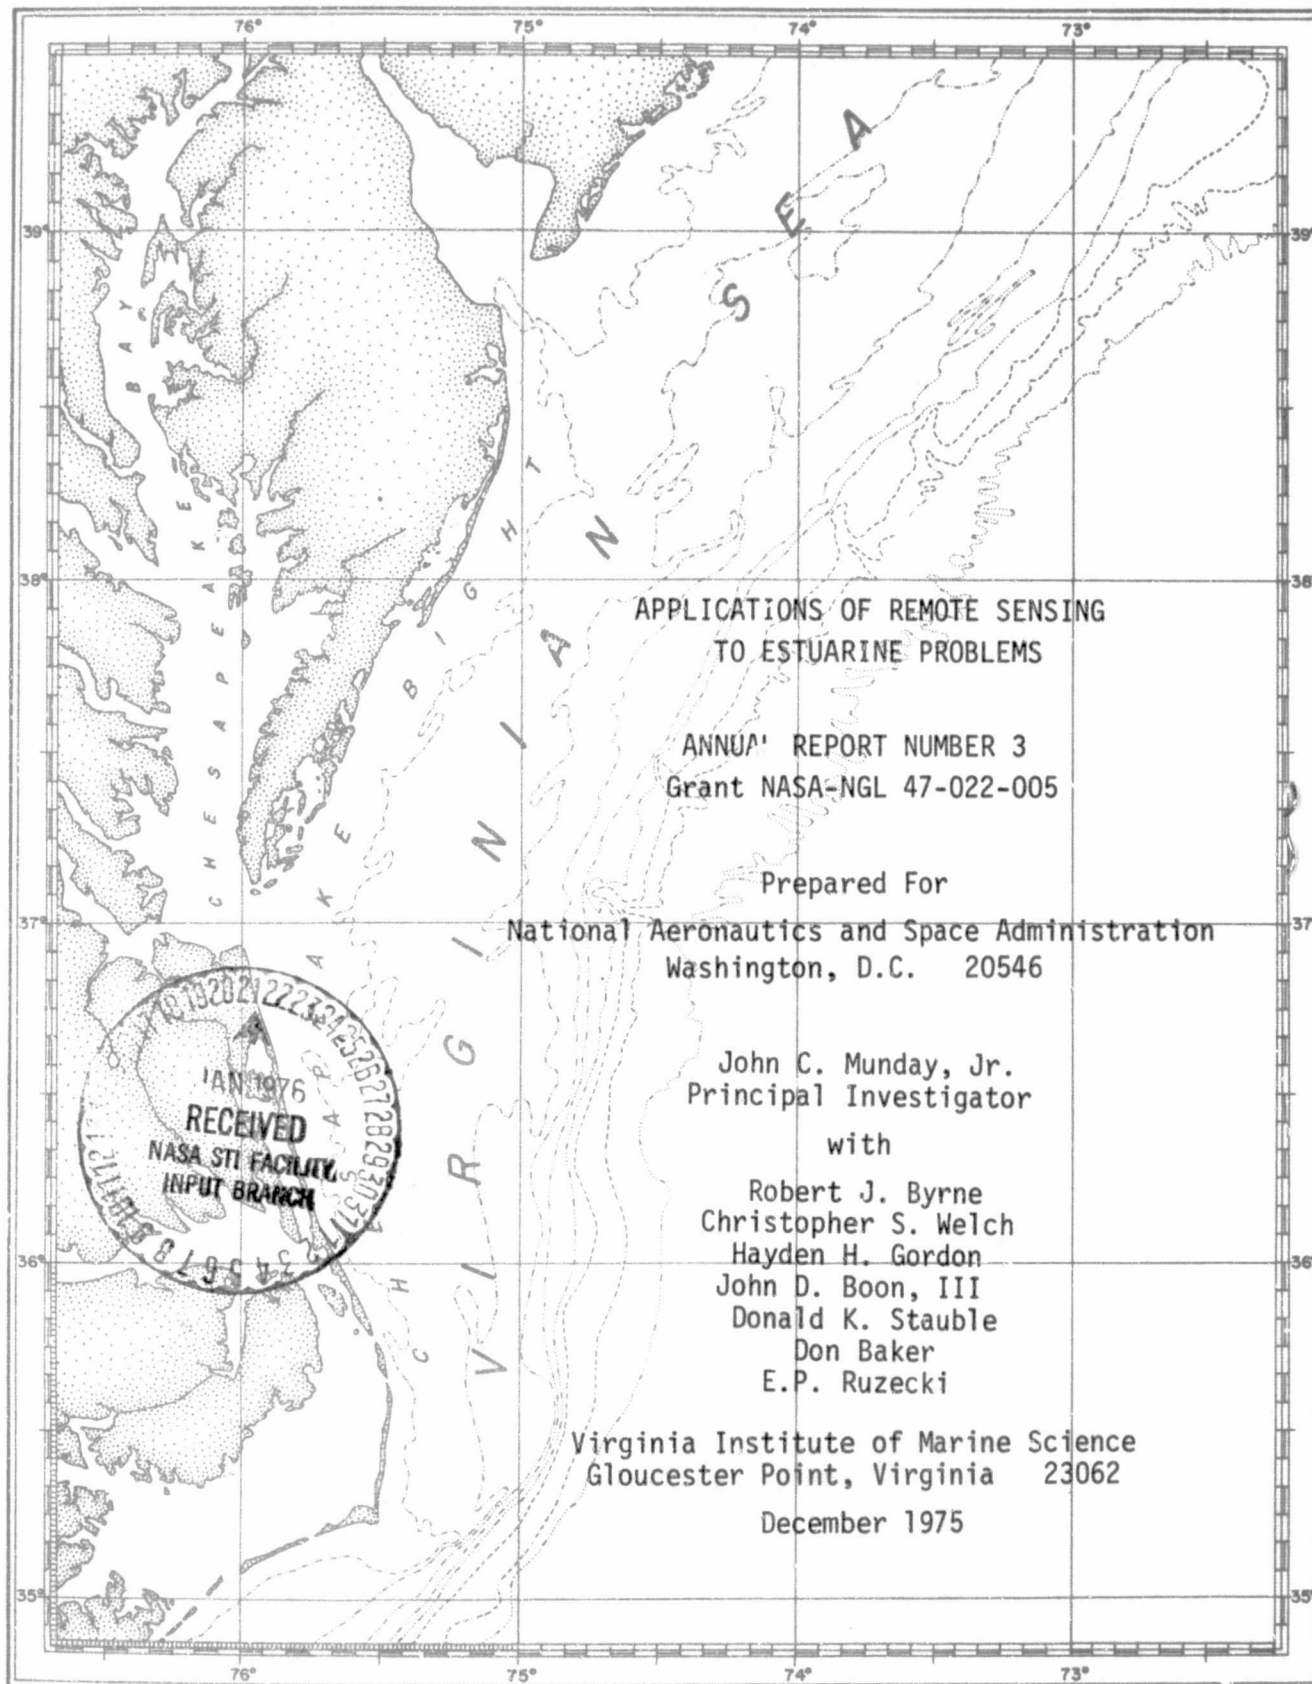 76° 75° 74° 73°
39° 39°
38° 38°
37° 37°
36° 36°
35° 35°
76° 75° 74° 73°
CHESAPEAKE BAY
CHESAPEAKE BIGHT
VIRGINIAN SEA
APPLICATIONS OF REMOTE SENSING
TO ESTUARINE PROBLEMS
ANNUA' REPORT NUMBER 3
Grant NASA-NGL 47-022-005
Prepared For
National Aeronautics and Space Administration
Washington, D.C. 20546
John C. Munday, Jr.
Principal Investigator
with
Robert J. Byrne
Christopher S. Welch
Hayden H. Gordon
John D. Boon, III
Donald K. Stauble
Don Baker
E.P. Ruzecki
Virginia Institute of Marine Science
Gloucester Point, Virginia 23062
December 1975
JAN 1976
RECEIVED
NASA STI FACILITY
INPUT BRANCH